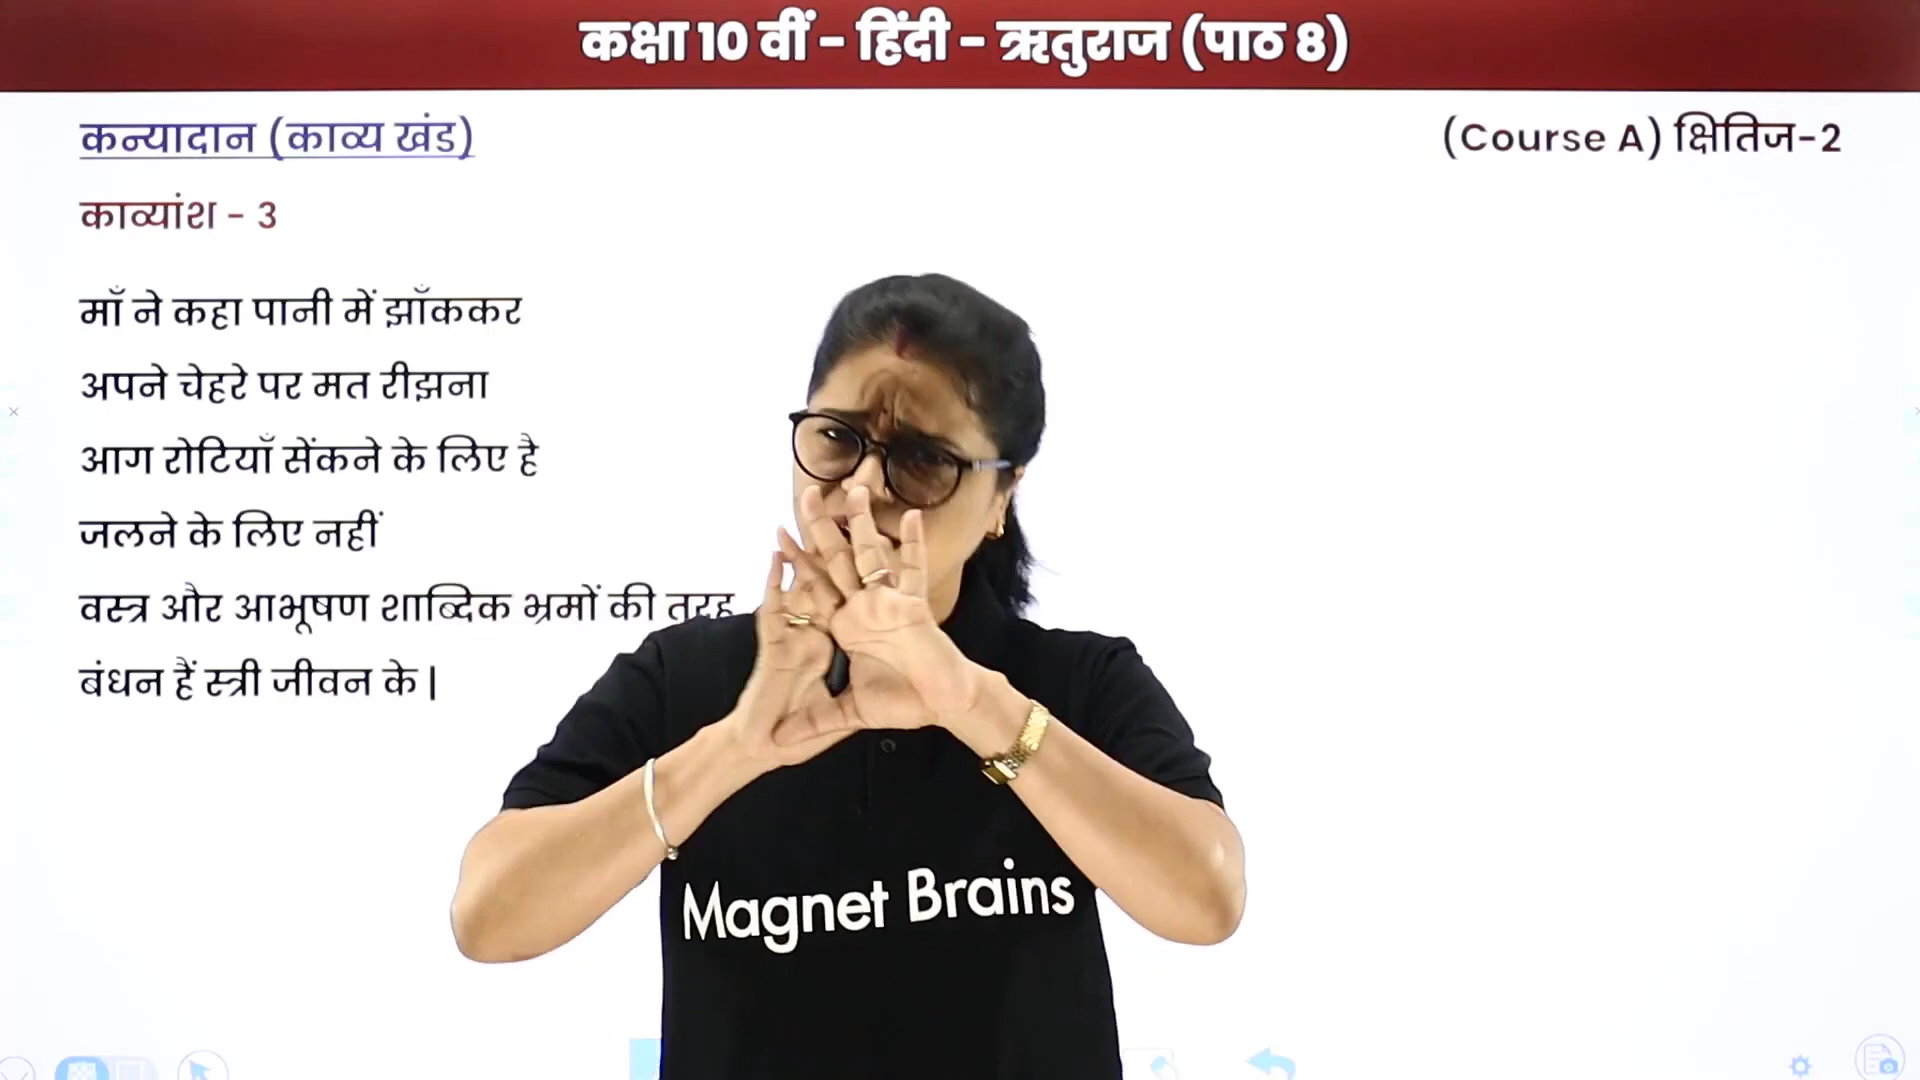 कक्षा 10 वीं - हिंदी - ऋतुराज (पाठ 8)
कन्यादान (काव्य खंड)
(Course A) क्षितिज-2
काव्यांश - 3
माँ ने कहा पानी में झाँककर
अपने चेहरे पर मत रीझना
आग रोटियाँ सेंकने के लिए है
जलने के लिए नहीं
वस्त्र और आभूषण शाब्दिक भ्रमों की तरह
बंधन हैं स्त्री जीवन के |
Magnet Brains